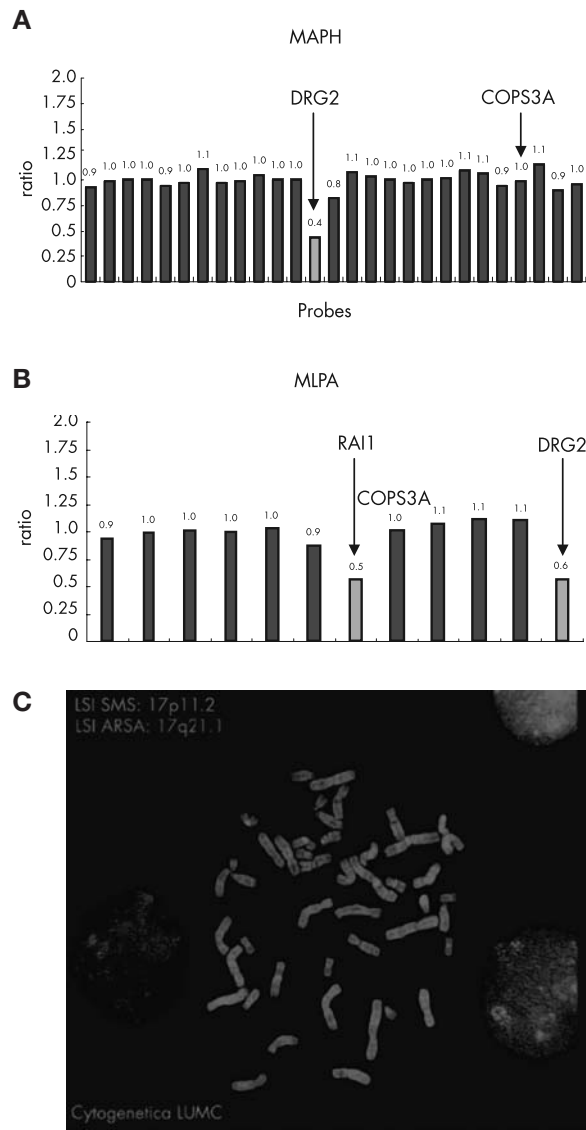 A
MAPH
2.0
1.75
1.5
1.25
1.0
0.75
0.5
0.25
0
ratio
DRG2
COPS3A
0.9 1.0 1.0 1.0 0.9 1.0 1.1 1.0 1.0 1.0 1.0 1.0 0.4 0.8 1.1 1.0 1.0 1.0 1.0 1.0 1.1 1.1 0.9 1.0 1.1 0.9 1.0
Probes
B
MLPA
2.0
1.75
1.5
1.25
1.0
0.75
0.5
0.25
0
ratio
RAI1
DRG2
COPS3A
0.9 1.0 1.0 1.0 1.0 0.9 0.5 1.0 1.1 1.1 1.1 0.6
C
LSI SMS: 17p11.2
LSI ARSA: 17q21.1
Cytogenetica LUMC